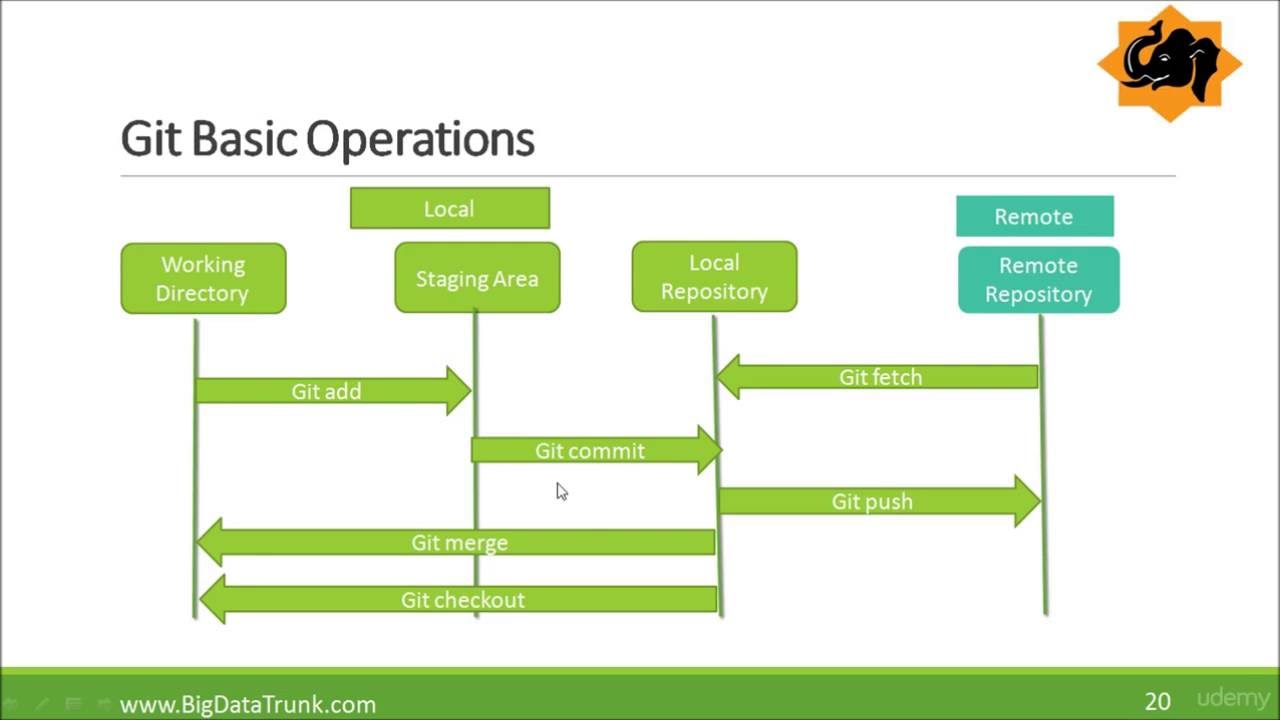 Git Basic Operations
Local
Remote
Working
Directory
Staging Area
Local
Repository
Remote
Repository
Git add
Git fetch
Git commit
Git push
Git merge
Git checkout
www.BigDataTrunk.com
20
udemy